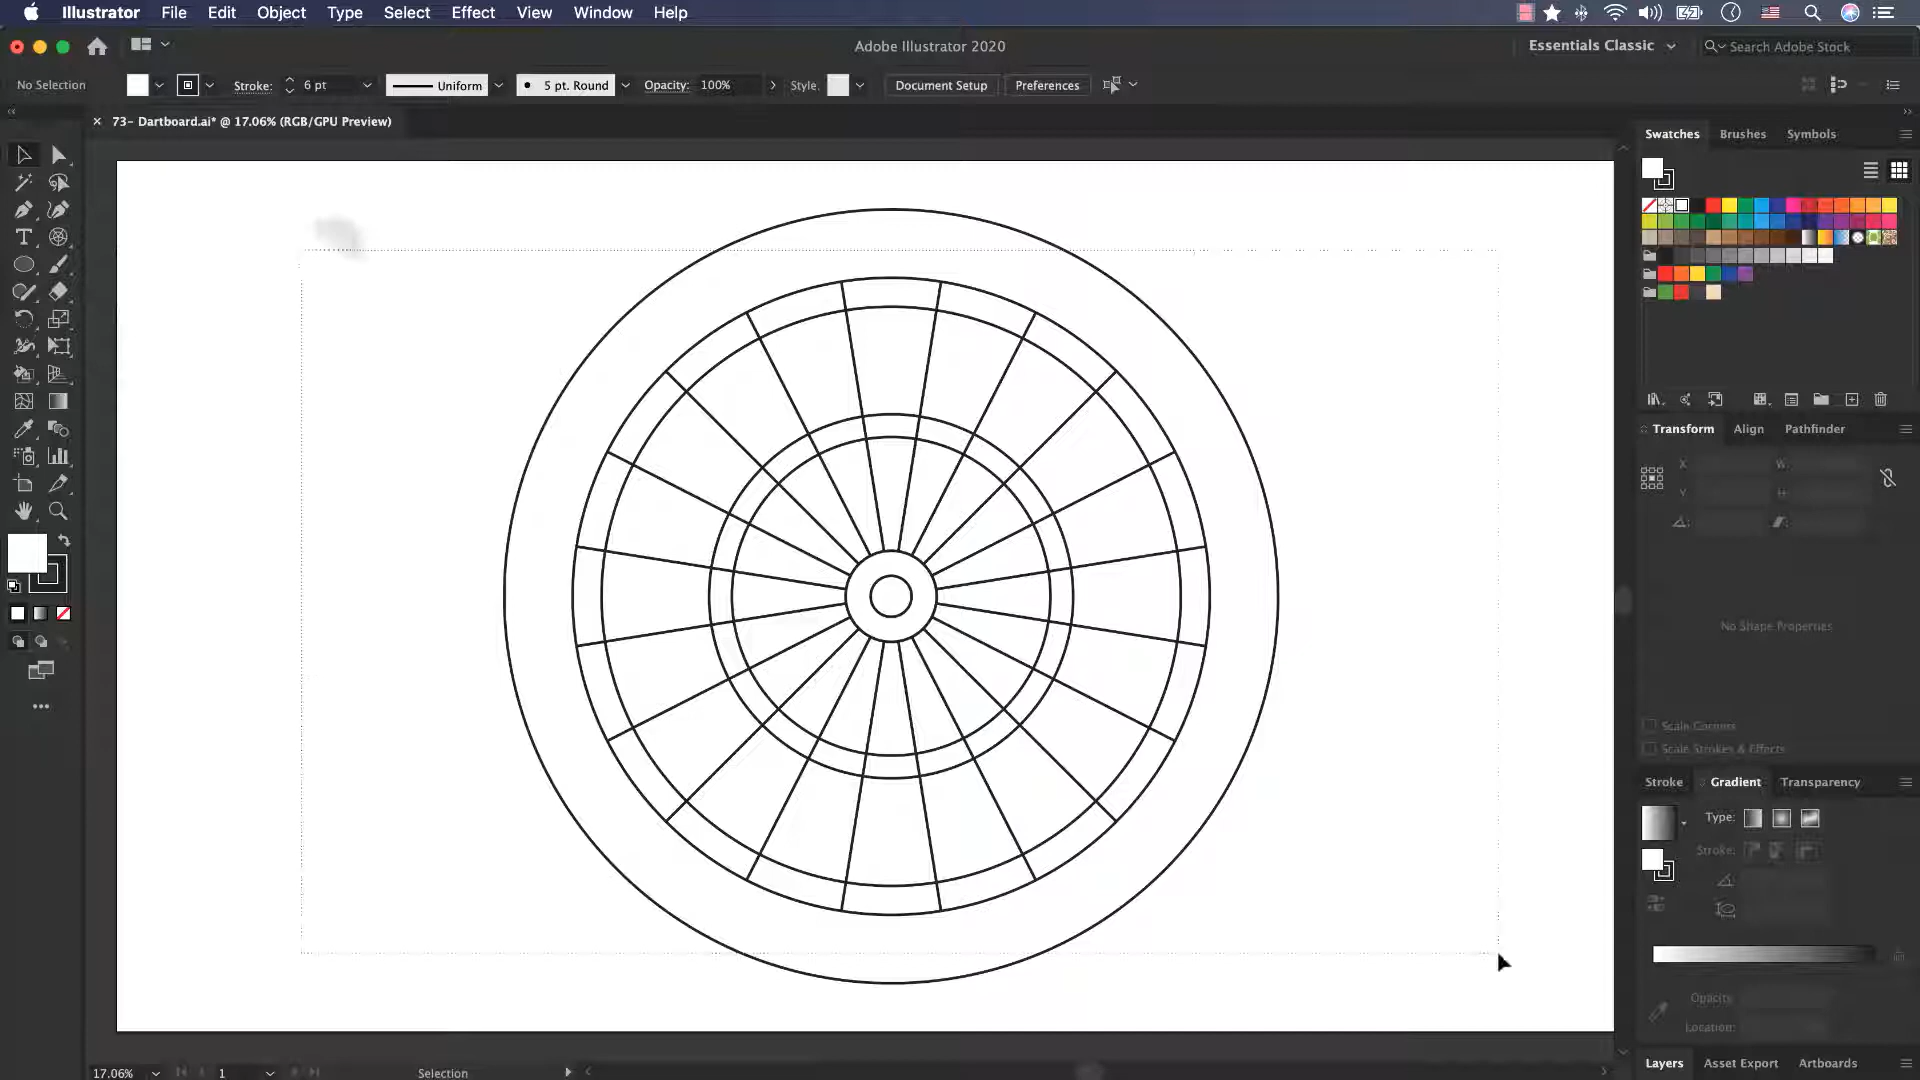 Illustrator File Edit Object Type Select Effect View Window Help
Adobe Illustrator 2020
Essentials Classic
Search Adobe Stock
No Selection
Stroke: 6 pt
Uniform
5 pt. Round
Opacity: 100%
Style:
Document Setup
Preferences
73- Dartboard.ai* @ 17.06% (RGB/GPU Preview)
Swatches Brushes Symbols
Transform Align Pathfinder
X: W:
Y: H:
No Shape Properties
Scale Corners
Scale Strokes & Effects
Stroke Gradient Transparency
Type:
Stroke:
Opacity:
Location:
17.06%
1
Selection
Layers Asset Export Artboards